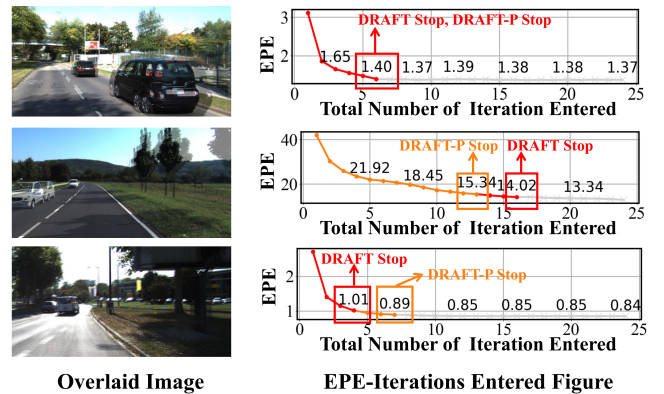 3
DRAFT Stop, DRAFT-P Stop
EPE
2
1.65
1.40
1.37
1.39
1.38
1.38
1.37
0 5 10 15 20 25
Total Number of Iteration Entered
40
DRAFT-P Stop DRAFT Stop
EPE
21.92
18.45
15.34
14.02
13.34
20
0 5 10 15 20 25
Total Number of Iteration Entered
DRAFT Stop
EPE
2
DRAFT-P Stop
1.01
0.89
0.85
0.85
0.85
0.84
1
0 5 10 15 20 25
Total Number of Iteration Entered
Overlaid Image
EPE-Iterations Entered Figure